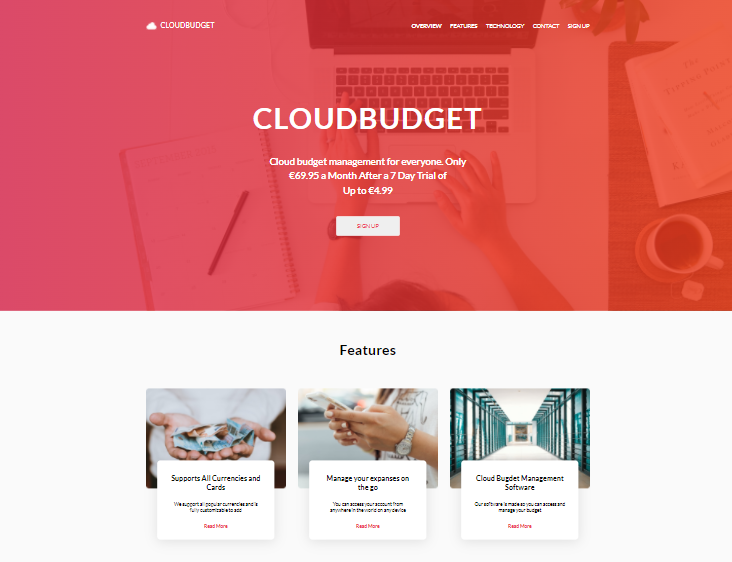 CLOUDBUDGET
OVERVIEW FEATURES TECHNOLOGY CONTACT SIGN UP
CLOUDBUDGET
Cloud budget management for everyone. Only
€69.95 a Month After a 7 Day Trial of
Up to €4.99
SIGN UP
Features
Supports All Currencies and
Cards
We support all popular currencies and is
fully customizable to add
Read More
Manage your expanses on
the go
You can access your account from
anywhere in the world on any device
Read More
Cloud Bugdet Management
Software
Our software is made so you can access and
manage your budget
Read More